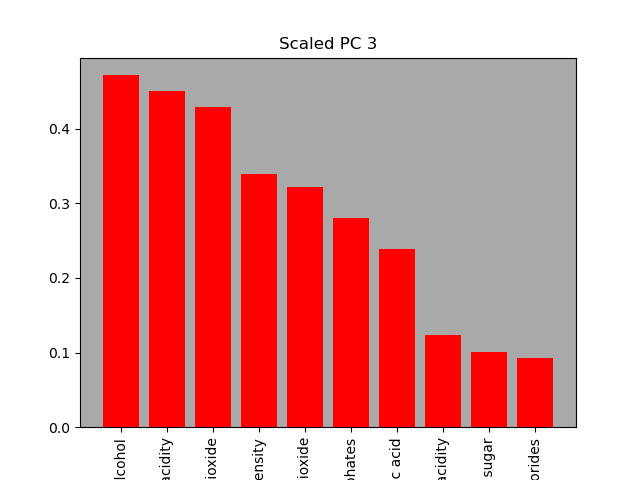 Scaled PC 3
0.4
0.3
0.2
0.1
0.0
lcohol
acidity
ioxide
ensity
ioxide
phates
c acid
acidity
sugar
orides